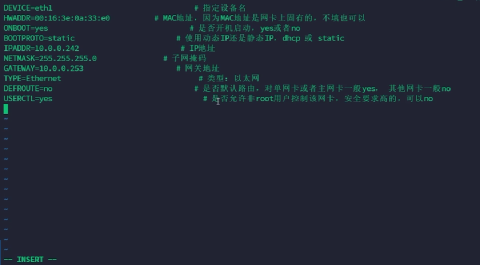 DEVICE=eth1 # 指定设备名
HWADDR=00:16:3e:0a:33:e0 # MAC地址，因为MAC地址是网卡上固有的，不填也可以
ONBOOT=yes # 是否开机启动，yes或者no
BOOTPROTO=static # 使用动态IP还是静态IP，dhcp 或 static
IPADDR=10.0.0.242 # IP地址
NETMASK=255.255.255.0 # 子网掩码
GATEWAY=10.0.0.253 # 网关地址
TYPE=Ethernet # 类型：以太网
DEFROUTE=no # 是否默认路由，对单网卡或者主网卡一般yes， 其他网卡一般no
USERCTL=yes # 是否允许非root用户控制该网卡，安全要求高的，可以no
~
~
~
~
~
~
~
~
~
~
~
~
~
~
-- INSERT --